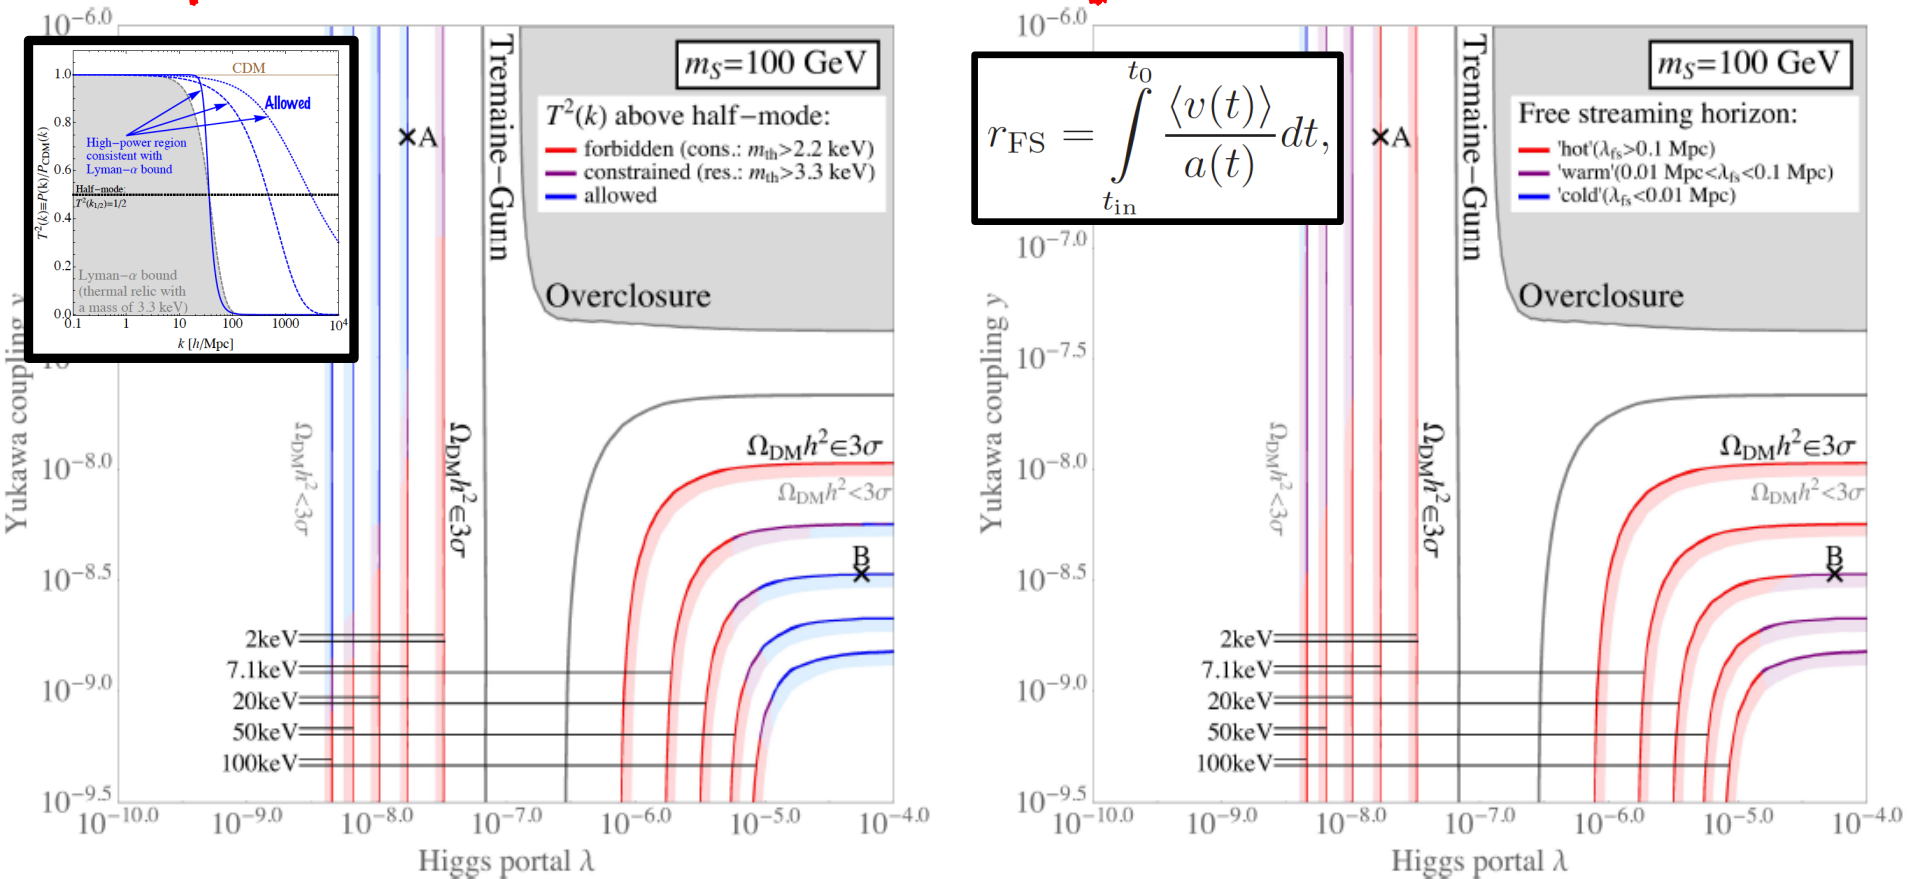 10^−6.0
m_S=100 GeV
T²(k) above half−mode:
forbidden (cons.: m_th>2.2 keV)
constrained (res.: m_th>3.3 keV)
allowed
Tremaine−Gunn
Overclosure
A
CDM
Allowed
High−power region
consistent with
Lyman−α bound
Half−mode:
T²(k_1/2)=1/2
Lyman−α bound
(thermal relic with
a mass of 3.3 keV)
T²(k)≡P(k)/P_CDM(k)
1.0
0.8
0.6
0.4
0.2
0.0
0.1 1 10 100 1000 10^4
k [h/Mpc]
Yukawa coupling y
10^−8.0
10^−8.5
10^−9.0
10^−9.5
Ω_DM h²<3σ
Ω_DM h²∈3σ
Ω_DM h²∈3σ
Ω_DM h²<3σ
B
2keV
7.1keV
20keV
50keV
100keV
10^−10.0 10^−9.0 10^−8.0 10^−7.0 10^−6.0 10^−5.0 10^−4.0
Higgs portal λ
10^−6.0
m_S=100 GeV
r_FS = ∫_{t_in}^{t_0} ⟨v(t)⟩/a(t) dt,
A
Tremaine−Gunn
Free streaming horizon:
'hot'(λ_fs>0.1 Mpc)
'warm'(0.01 Mpc<λ_fs<0.1 Mpc)
'cold'(λ_fs<0.01 Mpc)
Overclosure
Yukawa coupling y
10^−7.0
10^−7.5
10^−8.0
10^−8.5
10^−9.0
10^−9.5
Ω_DM h²<3σ
Ω_DM h²∈3σ
Ω_DM h²∈3σ
Ω_DM h²<3σ
B
2keV
7.1keV
20keV
50keV
100keV
10^−10.0 10^−9.0 10^−8.0 10^−7.0 10^−6.0 10^−5.0 10^−4.0
Higgs portal λ